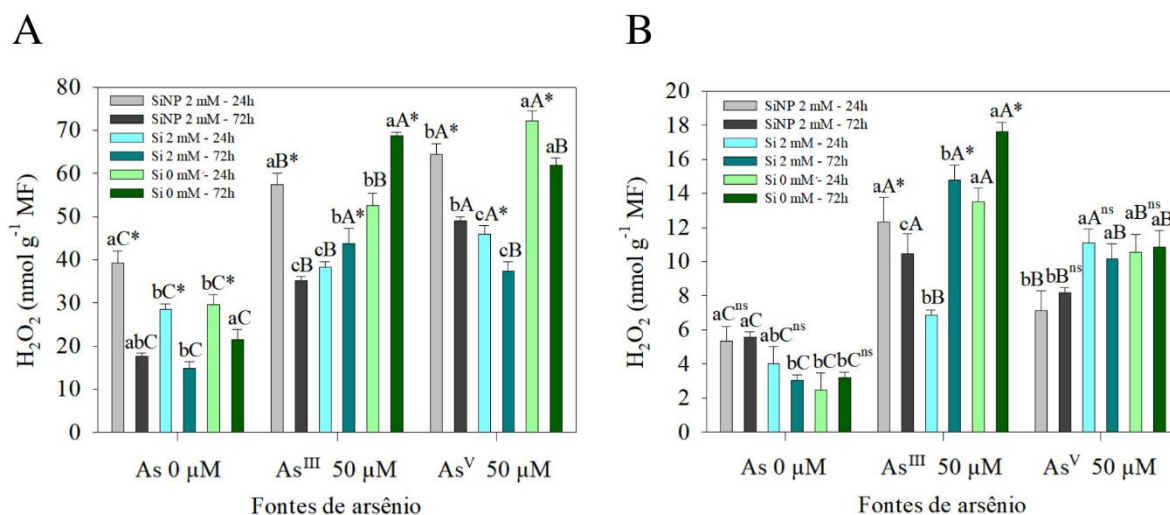 A
H₂O₂ (nmol g⁻¹ MF)
80
70
60
50
40
30
20
10
0
SiNP 2 mM - 24h
SiNP 2 mM - 72h
Si 2 mM - 24h
Si 2 mM - 72h
Si 0 mM - 24h
Si 0 mM - 72h
aC* abC bC* bC bC* aC
aB* cB cB bA* bB aA*
bA* bA cA* cB aA* aB
As 0 µM Asᴵᴵᴵ 50 µM Asⱽ 50 µM
Fontes de arsênio
B
H₂O₂ (nmol g⁻¹ MF)
20
18
16
14
12
10
8
6
4
2
0
SiNP 2 mM - 24h
SiNP 2 mM - 72h
Si 2 mM - 24h
Si 2 mM - 72h
Si 0 mM - 24h
Si 0 mM - 72h
aCⁿˢ aC abCⁿˢ bC bC bCⁿˢ
aA* cA bB bA* aA aA*
bB bBⁿˢ aAⁿˢ aB aBⁿˢ aB
As 0 µM Asᴵᴵᴵ 50 µM Asⱽ 50 µM
Fontes de arsênio